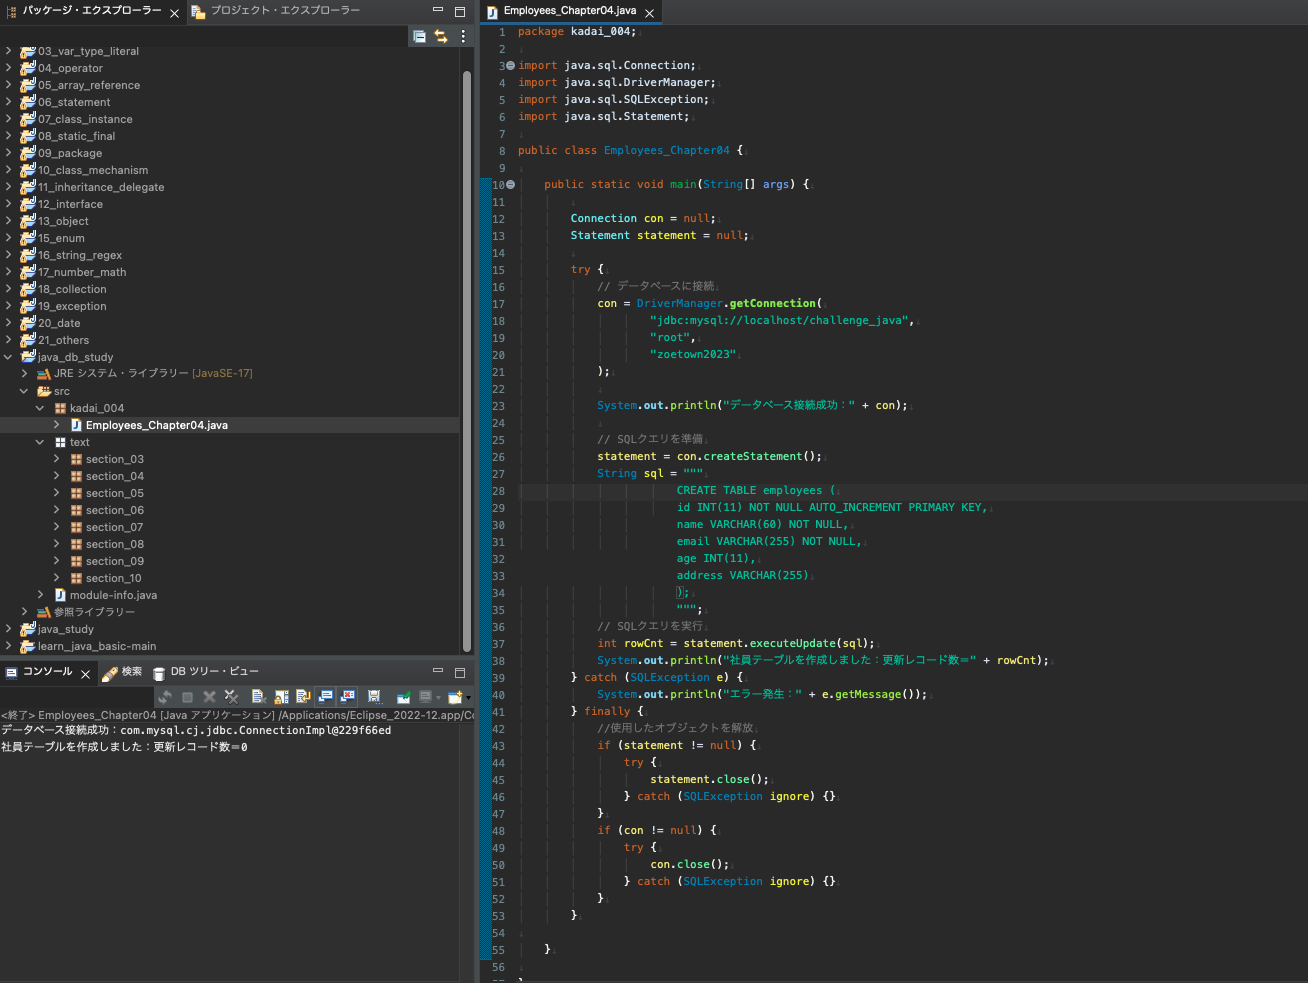 パッケージ・エクスプローラー
プロジェクト・エクスプローラー
03_var_type_literal
04_operator
05_array_reference
06_statement
07_class_instance
08_static_final
09_package
10_class_mechanism
11_inheritance_delegate
12_interface
13_object
15_enum
16_string_regex
17_number_math
18_collection
19_exception
20_date
21_others
java_db_study
JRE システム・ライブラリー [JavaSE-17]
src
kadai_004
Employees_Chapter04.java
text
section_03
section_04
section_05
section_06
section_07
section_08
section_09
section_10
module-info.java
参照ライブラリー
java_study
learn_java_basic-main
コンソール
検索
DB ツリー・ビュー
<終了> Employees_Chapter04 [Java アプリケーション] /Applications/Eclipse_2022-12.app/Co
データベース接続成功：com.mysql.cj.jdbc.ConnectionImpl@229f66ed
社員テーブルを作成しました：更新レコード数＝0
Employees_Chapter04.java
1 package kadai_004;
2
3 import java.sql.Connection;
4 import java.sql.DriverManager;
5 import java.sql.SQLException;
6 import java.sql.Statement;
7
8 public class Employees_Chapter04 {
9
10 public static void main(String[] args) {
11
12 Connection con = null;
13 Statement statement = null;
14
15 try {
16 // データベースに接続
17 con = DriverManager.getConnection(
18 "jdbc:mysql://localhost/challenge_java",
19 "root",
20 "zoetown2023"
21 );
22
23 System.out.println("データベース接続成功：" + con);
24
25 // SQLクエリを準備
26 statement = con.createStatement();
27 String sql = """
28 CREATE TABLE employees (
29 id INT(11) NOT NULL AUTO_INCREMENT PRIMARY KEY,
30 name VARCHAR(60) NOT NULL,
31 email VARCHAR(255) NOT NULL,
32 age INT(11),
33 address VARCHAR(255)
34 );
35 """;
36 // SQLクエリを実行
37 int rowCnt = statement.executeUpdate(sql);
38 System.out.println("社員テーブルを作成しました：更新レコード数＝" + rowCnt);
39 } catch (SQLException e) {
40 System.out.println("エラー発生：" + e.getMessage());
41 } finally {
42 //使用したオブジェクトを解放
43 if (statement != null) {
44 try {
45 statement.close();
46 } catch (SQLException ignore) {}
47 }
48 if (con != null) {
49 try {
50 con.close();
51 } catch (SQLException ignore) {}
52 }
53 }
54
55 }
56